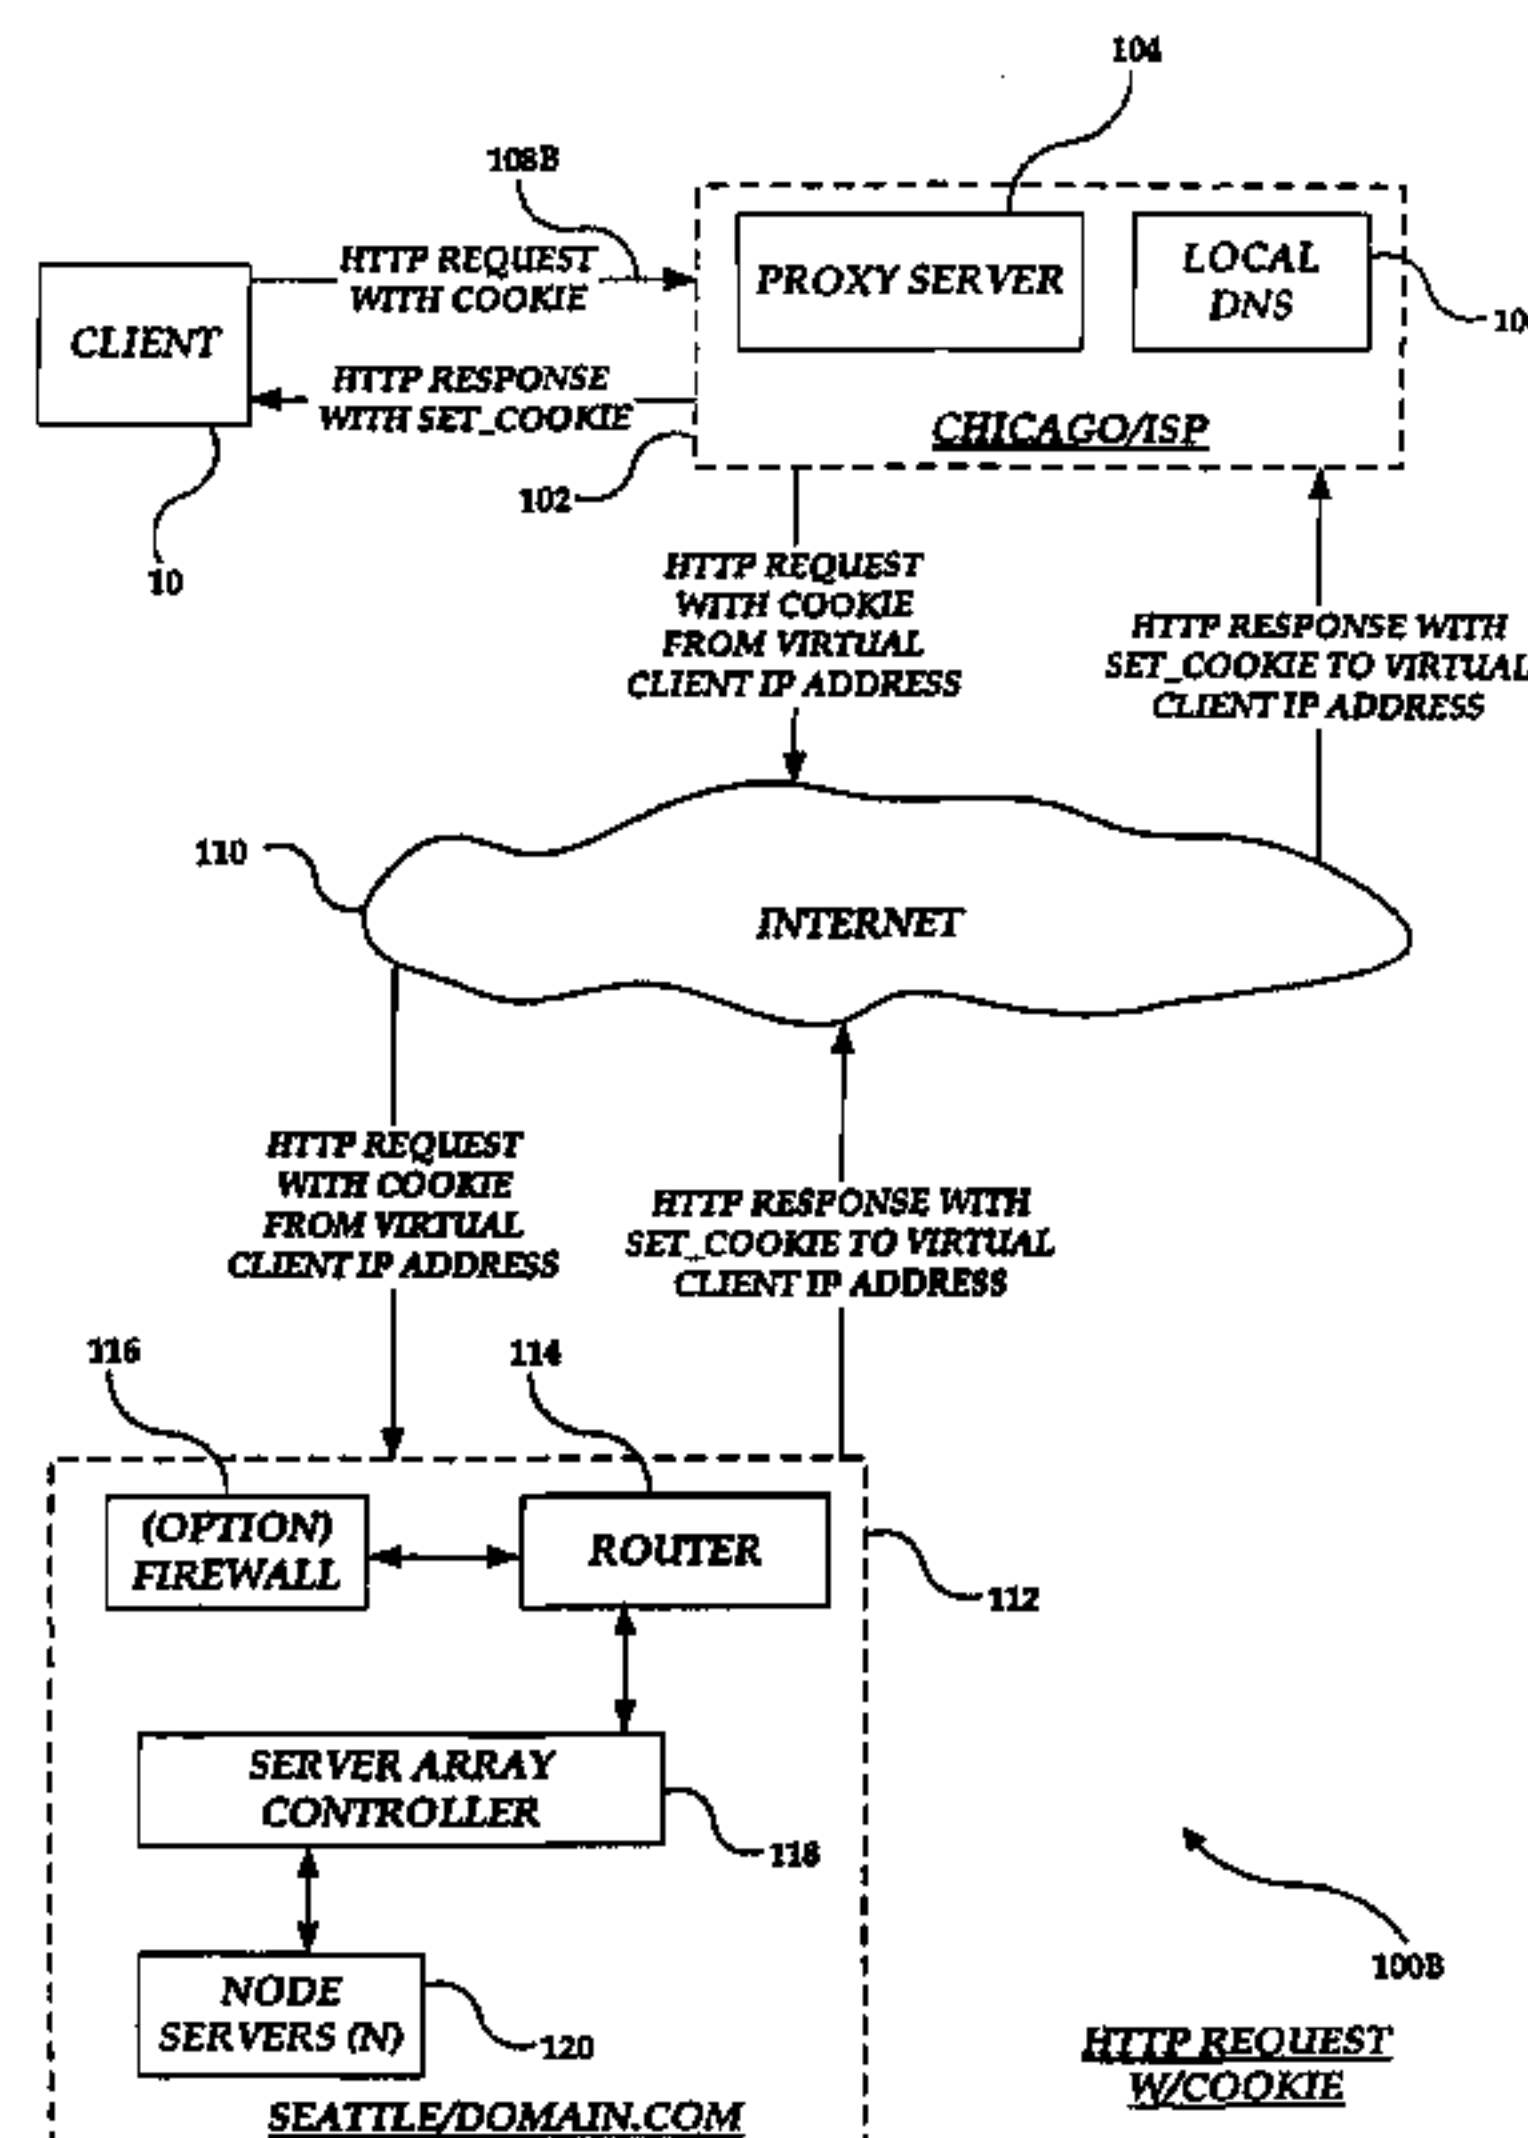 104
108B
HTTP REQUEST
WITH COOKIE
PROXY SERVER
LOCAL
DNS
CLIENT
HTTP RESPONSE
WITH SET_COOKIE
CHICAGO/ISP
102
10
HTTP REQUEST
WITH COOKIE
FROM VIRTUAL
CLIENT IP ADDRESS
HTTP RESPONSE WITH
SET_COOKIE TO VIRTUAL
CLIENT IP ADDRESS
110
INTERNET
HTTP REQUEST
WITH COOKIE
FROM VIRTUAL
CLIENT IP ADDRESS
HTTP RESPONSE WITH
SET_COOKIE TO VIRTUAL
CLIENT IP ADDRESS
116
114
(OPTION)
FIREWALL
ROUTER
112
SERVER ARRAY
CONTROLLER
118
100B
NODE
SERVERS (N)
120
HTTP REQUEST
W/COOKIE
SEATTLE/DOMAIN.COM